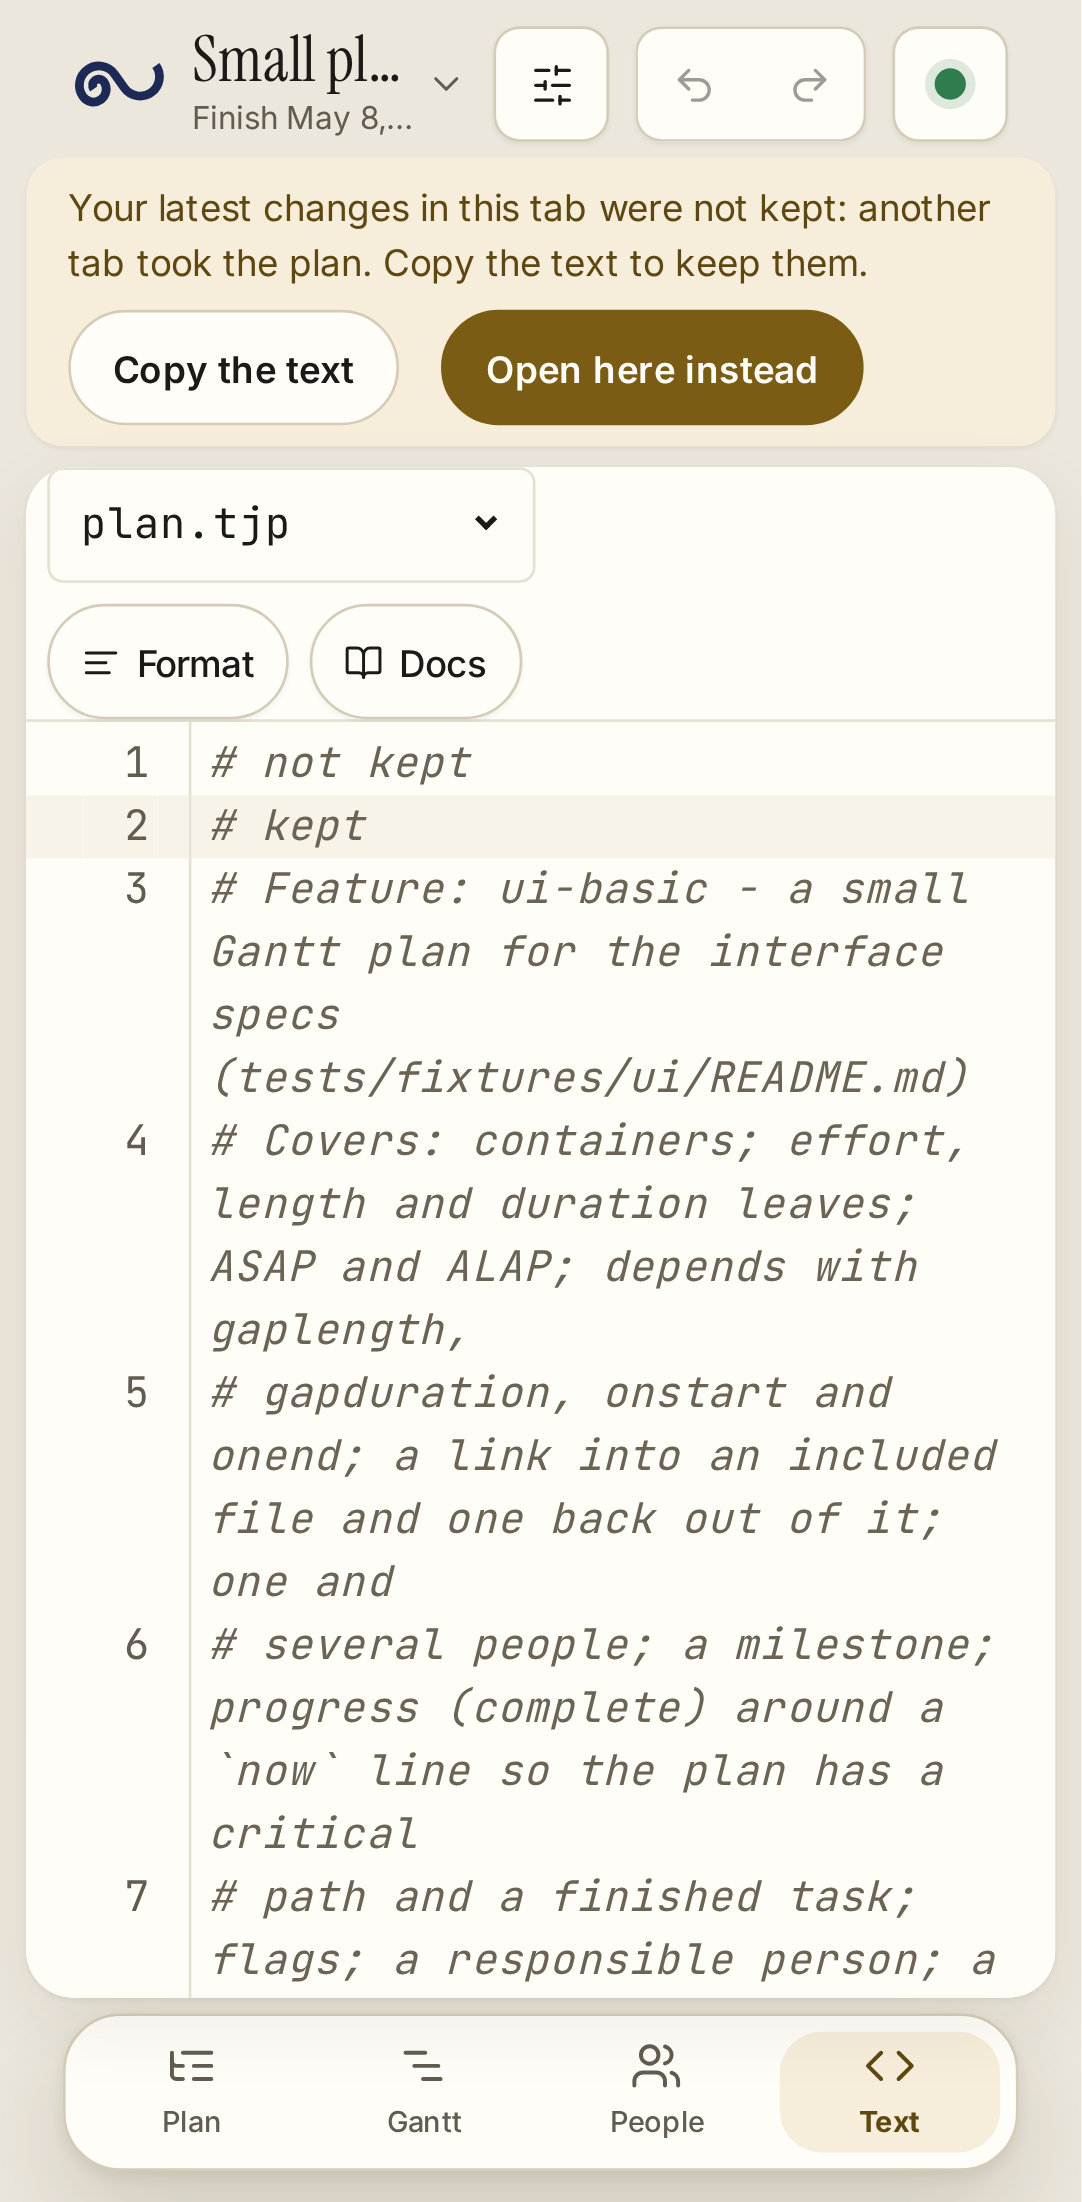 Small pl...
Finish May 8,...
Your latest changes in this tab were not kept: another
tab took the plan. Copy the text to keep them.
Copy the text
Open here instead
plan.tjp
Format
Docs
1 # not kept
2 # kept
3 # Feature: ui-basic - a small
Gantt plan for the interface
specs
(tests/fixtures/ui/README.md)
4 # Covers: containers; effort,
length and duration leaves;
ASAP and ALAP; depends with
gaplength,
5 # gapduration, onstart and
onend; a link into an included
file and one back out of it;
one and
6 # several people; a milestone;
progress (complete) around a
`now` line so the plan has a
critical
7 # path and a finished task;
flags; a responsible person; a
Plan
Gantt
People
Text